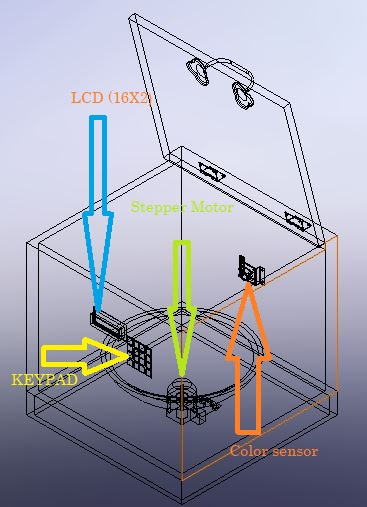 LCD (16X2)
Stepper Motor
KEYPAD
Color sensor